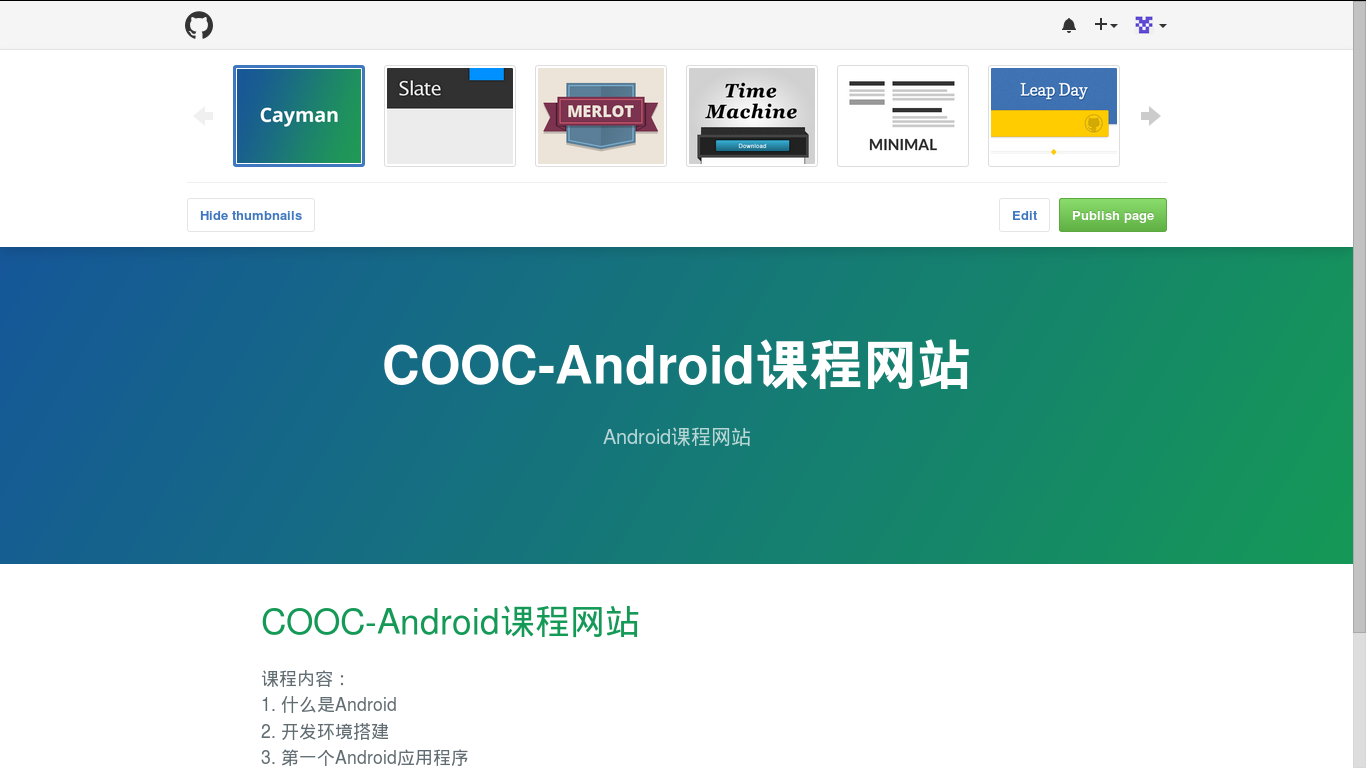 Cayman
Slate
MERLOT
Time
Machine
Download
MINIMAL
Leap Day
Hide thumbnails
Edit
Publish page
COOC-Android课程网站
Android课程网站
COOC-Android课程网站
课程内容：
1. 什么是Android
2. 开发环境搭建
3. 第一个Android应用程序